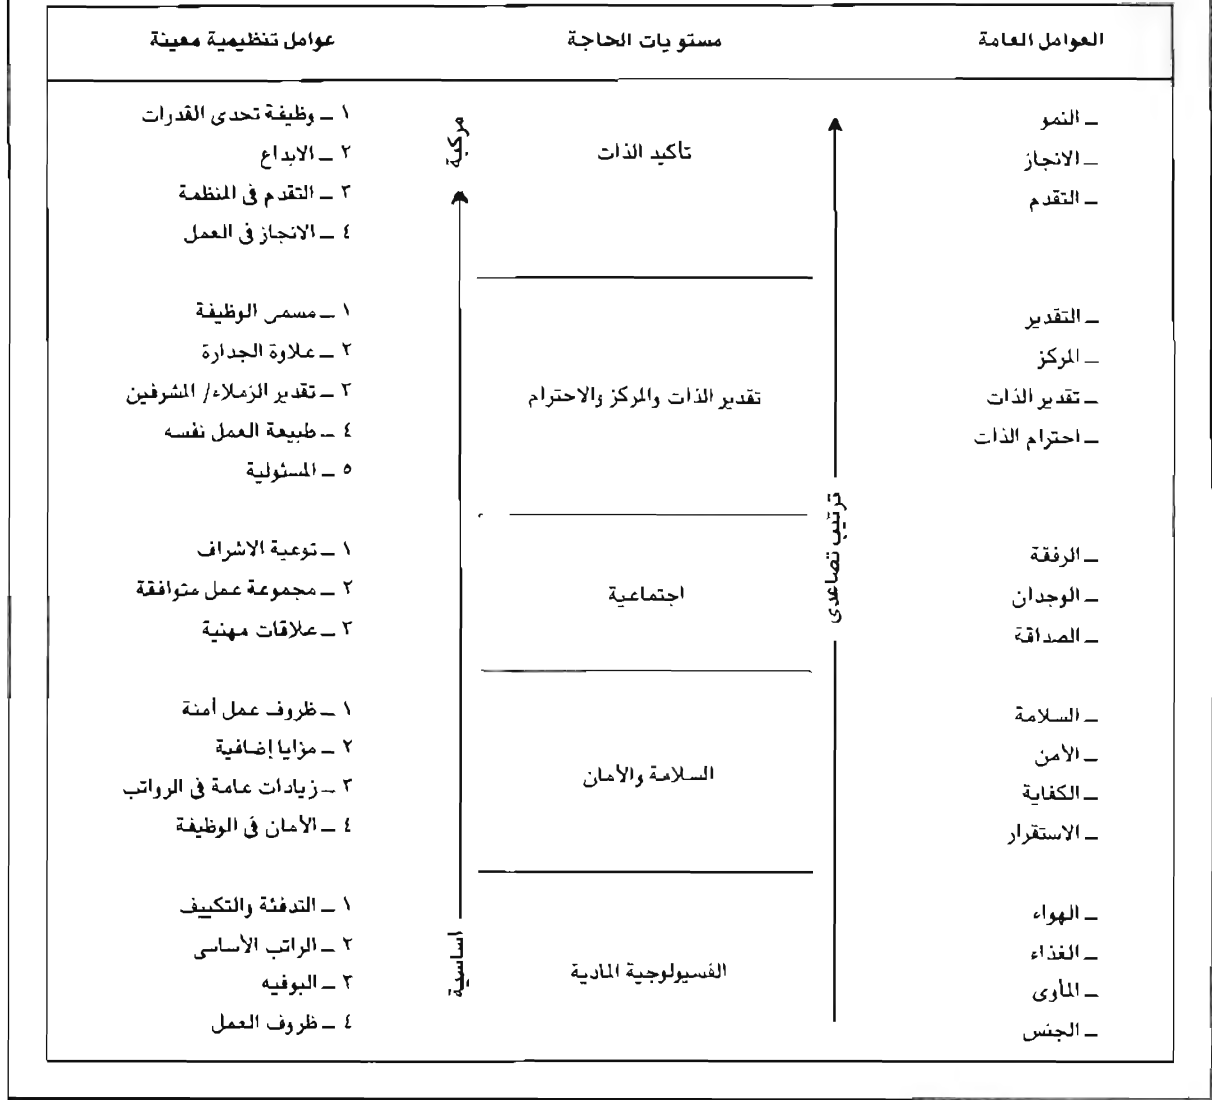 العوامل العامة
مستويات الحاجة
عوامل تنظيمية معينة
ـ النمو
ـ الانجاز
ـ التقدم
تأكيد الذات
مركبة
١ ـ وظيفة تحدى القدرات
٢ ـ الابداع
٣ ـ التقدم فى المنظمة
٤ ـ الانجاز فى العمل
ـ التقدير
ـ المركز
ـ تقدير الذات
ـ احترام الذات
تقدير الذات والمركز والاحترام
١ ـ مسمى الوظيفة
٢ ـ علاوة الجدارة
٣ ـ تقدير الزملاء/ المشرفين
٤ ـ طبيعة العمل نفسه
٥ ـ المسئولية
ترتيب تصاعدى
ـ الرفقة
ـ الوجدان
ـ الصداقة
اجتماعية
١ ـ نوعية الاشراف
٢ ـ مجموعة عمل متوافقة
٣ ـ علاقات مهنية
ـ السلامة
ـ الأمن
ـ الكفاية
ـ الاستقرار
السلامة والأمان
١ ـ ظروف عمل أمنة
٢ ـ مزايا إضافية
٣ ـ زيادات عامة فى الرواتب
٤ ـ الأمان فى الوظيفة
ـ الهواء
ـ الغذاء
ـ المأوى
ـ الجنس
الفسيولوجية المادية
اساسية
١ ـ التدفئة والتكييف
٢ ـ الراتب الأساسى
٣ ـ البوفيه
٤ ـ ظروف العمل